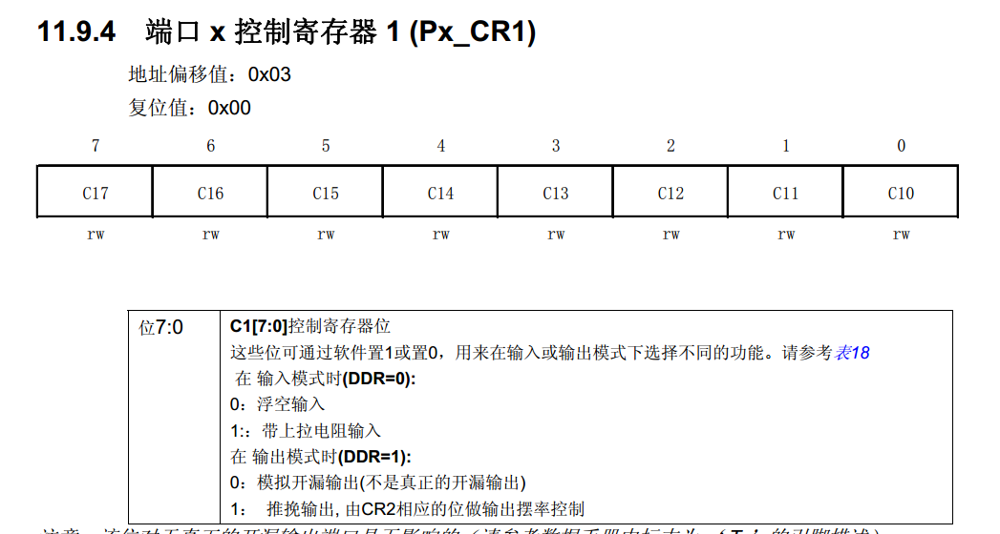 11.9.4 端口 x 控制寄存器 1 (Px_CR1)
地址偏移值：0x03
复位值：0x00
7 6 5 4 3 2 1 0
C17 C16 C15 C14 C13 C12 C11 C10
rw rw rw rw rw rw rw rw
位7:0
C1[7:0]控制寄存器位
这些位可通过软件置1或置0，用来在输入或输出模式下选择不同的功能。请参考表18
在 输入模式时(DDR=0):
0：浮空输入
1:：带上拉电阻输入
在 输出模式时(DDR=1):
0：模拟开漏输出(不是真正的开漏输出)
1： 推挽输出, 由CR2相应的位做输出摆率控制